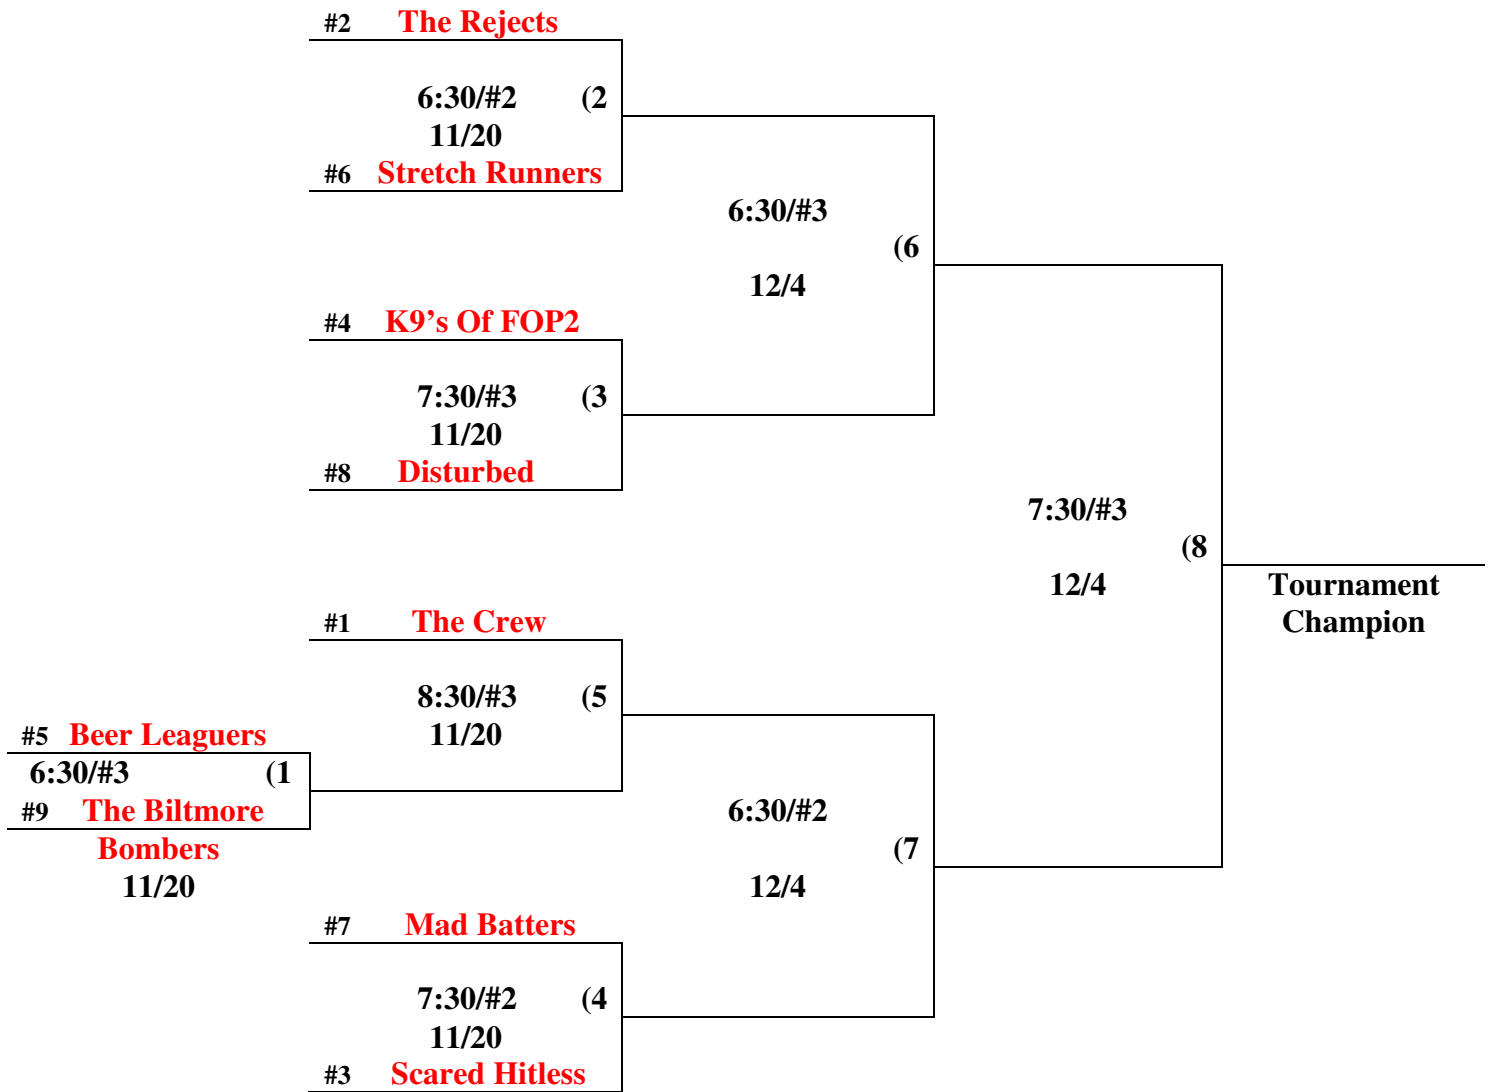 #2 The Rejects
6:30/#2 (2
11/20
#6 Stretch Runners
6:30/#3
(6
12/4
#4 K9’s Of FOP2
7:30/#3 (3
11/20
#8 Disturbed
7:30/#3
(8
12/4
Tournament
Champion
#1 The Crew
8:30/#3 (5
11/20
#5 Beer Leaguers
6:30/#3 (1
#9 The Biltmore
Bombers
11/20
6:30/#2
(7
12/4
#7 Mad Batters
7:30/#2 (4
11/20
#3 Scared Hitless